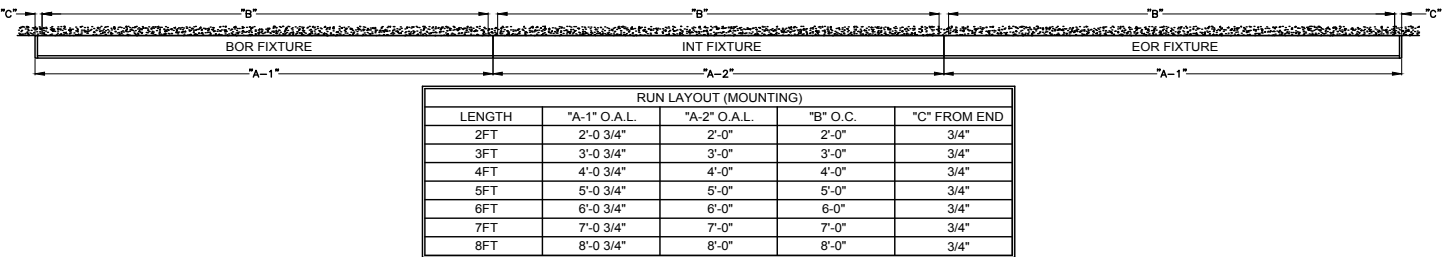 "C" "B" "B" "B" "C"
BOR FIXTURE INT FIXTURE EOR FIXTURE
"A-1" "A-2" "A-1"
RUN LAYOUT (MOUNTING)
LENGTH "A-1" O.A.L. "A-2" O.A.L. "B" O.C. "C" FROM END
2FT 2'-0 3/4" 2'-0" 2'-0" 3/4"
3FT 3'-0 3/4" 3'-0" 3'-0" 3/4"
4FT 4'-0 3/4" 4'-0" 4'-0" 3/4"
5FT 5'-0 3/4" 5'-0" 5'-0" 3/4"
6FT 6'-0 3/4" 6'-0" 6-0" 3/4"
7FT 7'-0 3/4" 7'-0" 7'-0" 3/4"
8FT 8'-0 3/4" 8'-0" 8'-0" 3/4"